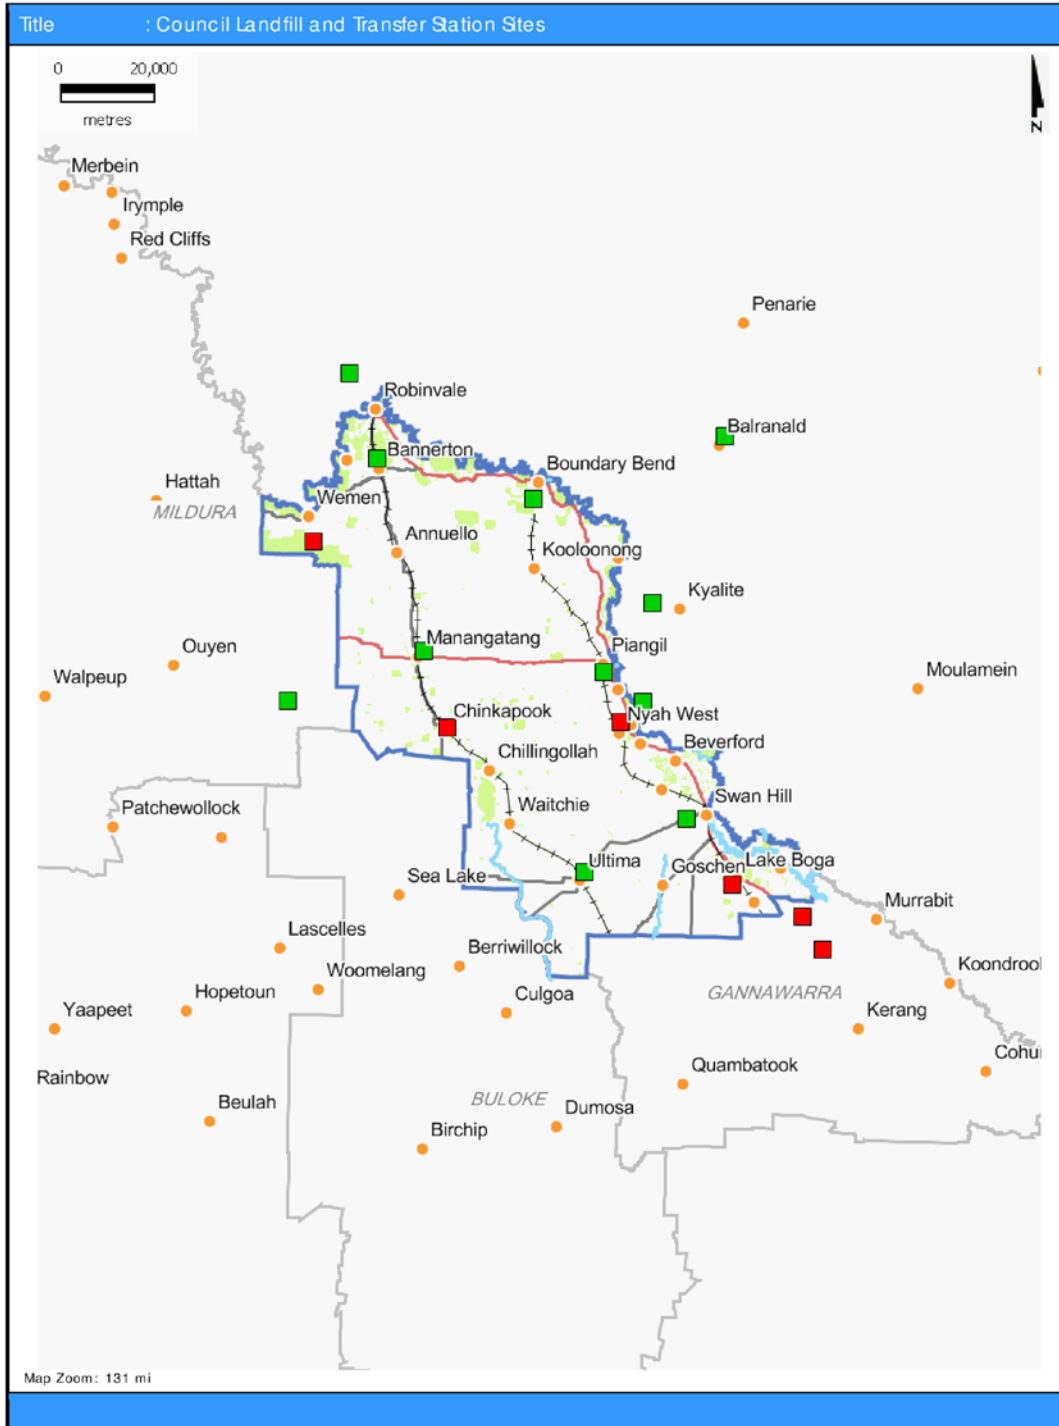 Title : Council Landfill and Transfer Station Sites
0 20,000
metres
N
Merbein
Irymple
Red Cliffs
Penarie
Robinvale
Balranald
Bannerton
Boundary Bend
Hattah
Wemen
MILDURA
Annuello
Kooloonong
Kyalite
Manangatang
Piangil
Ouyen
Moulamein
Walpeup
Chinkapook
Nyah West
Beverford
Chillingollah
Swan Hill
Patchewollock
Waitchie
Ultima
Goschen
Lake Boga
Sea Lake
Murrabit
Lascelles
Berriwillock
Woomelang
Koondrool
Hopetoun
Culgoa
GANNAWARRA
Yaapeet
Kerang
Cohu
Quambatook
Rainbow
Beulah
BULOKE
Dumosa
Birchip
Map Zoom: 131 mi